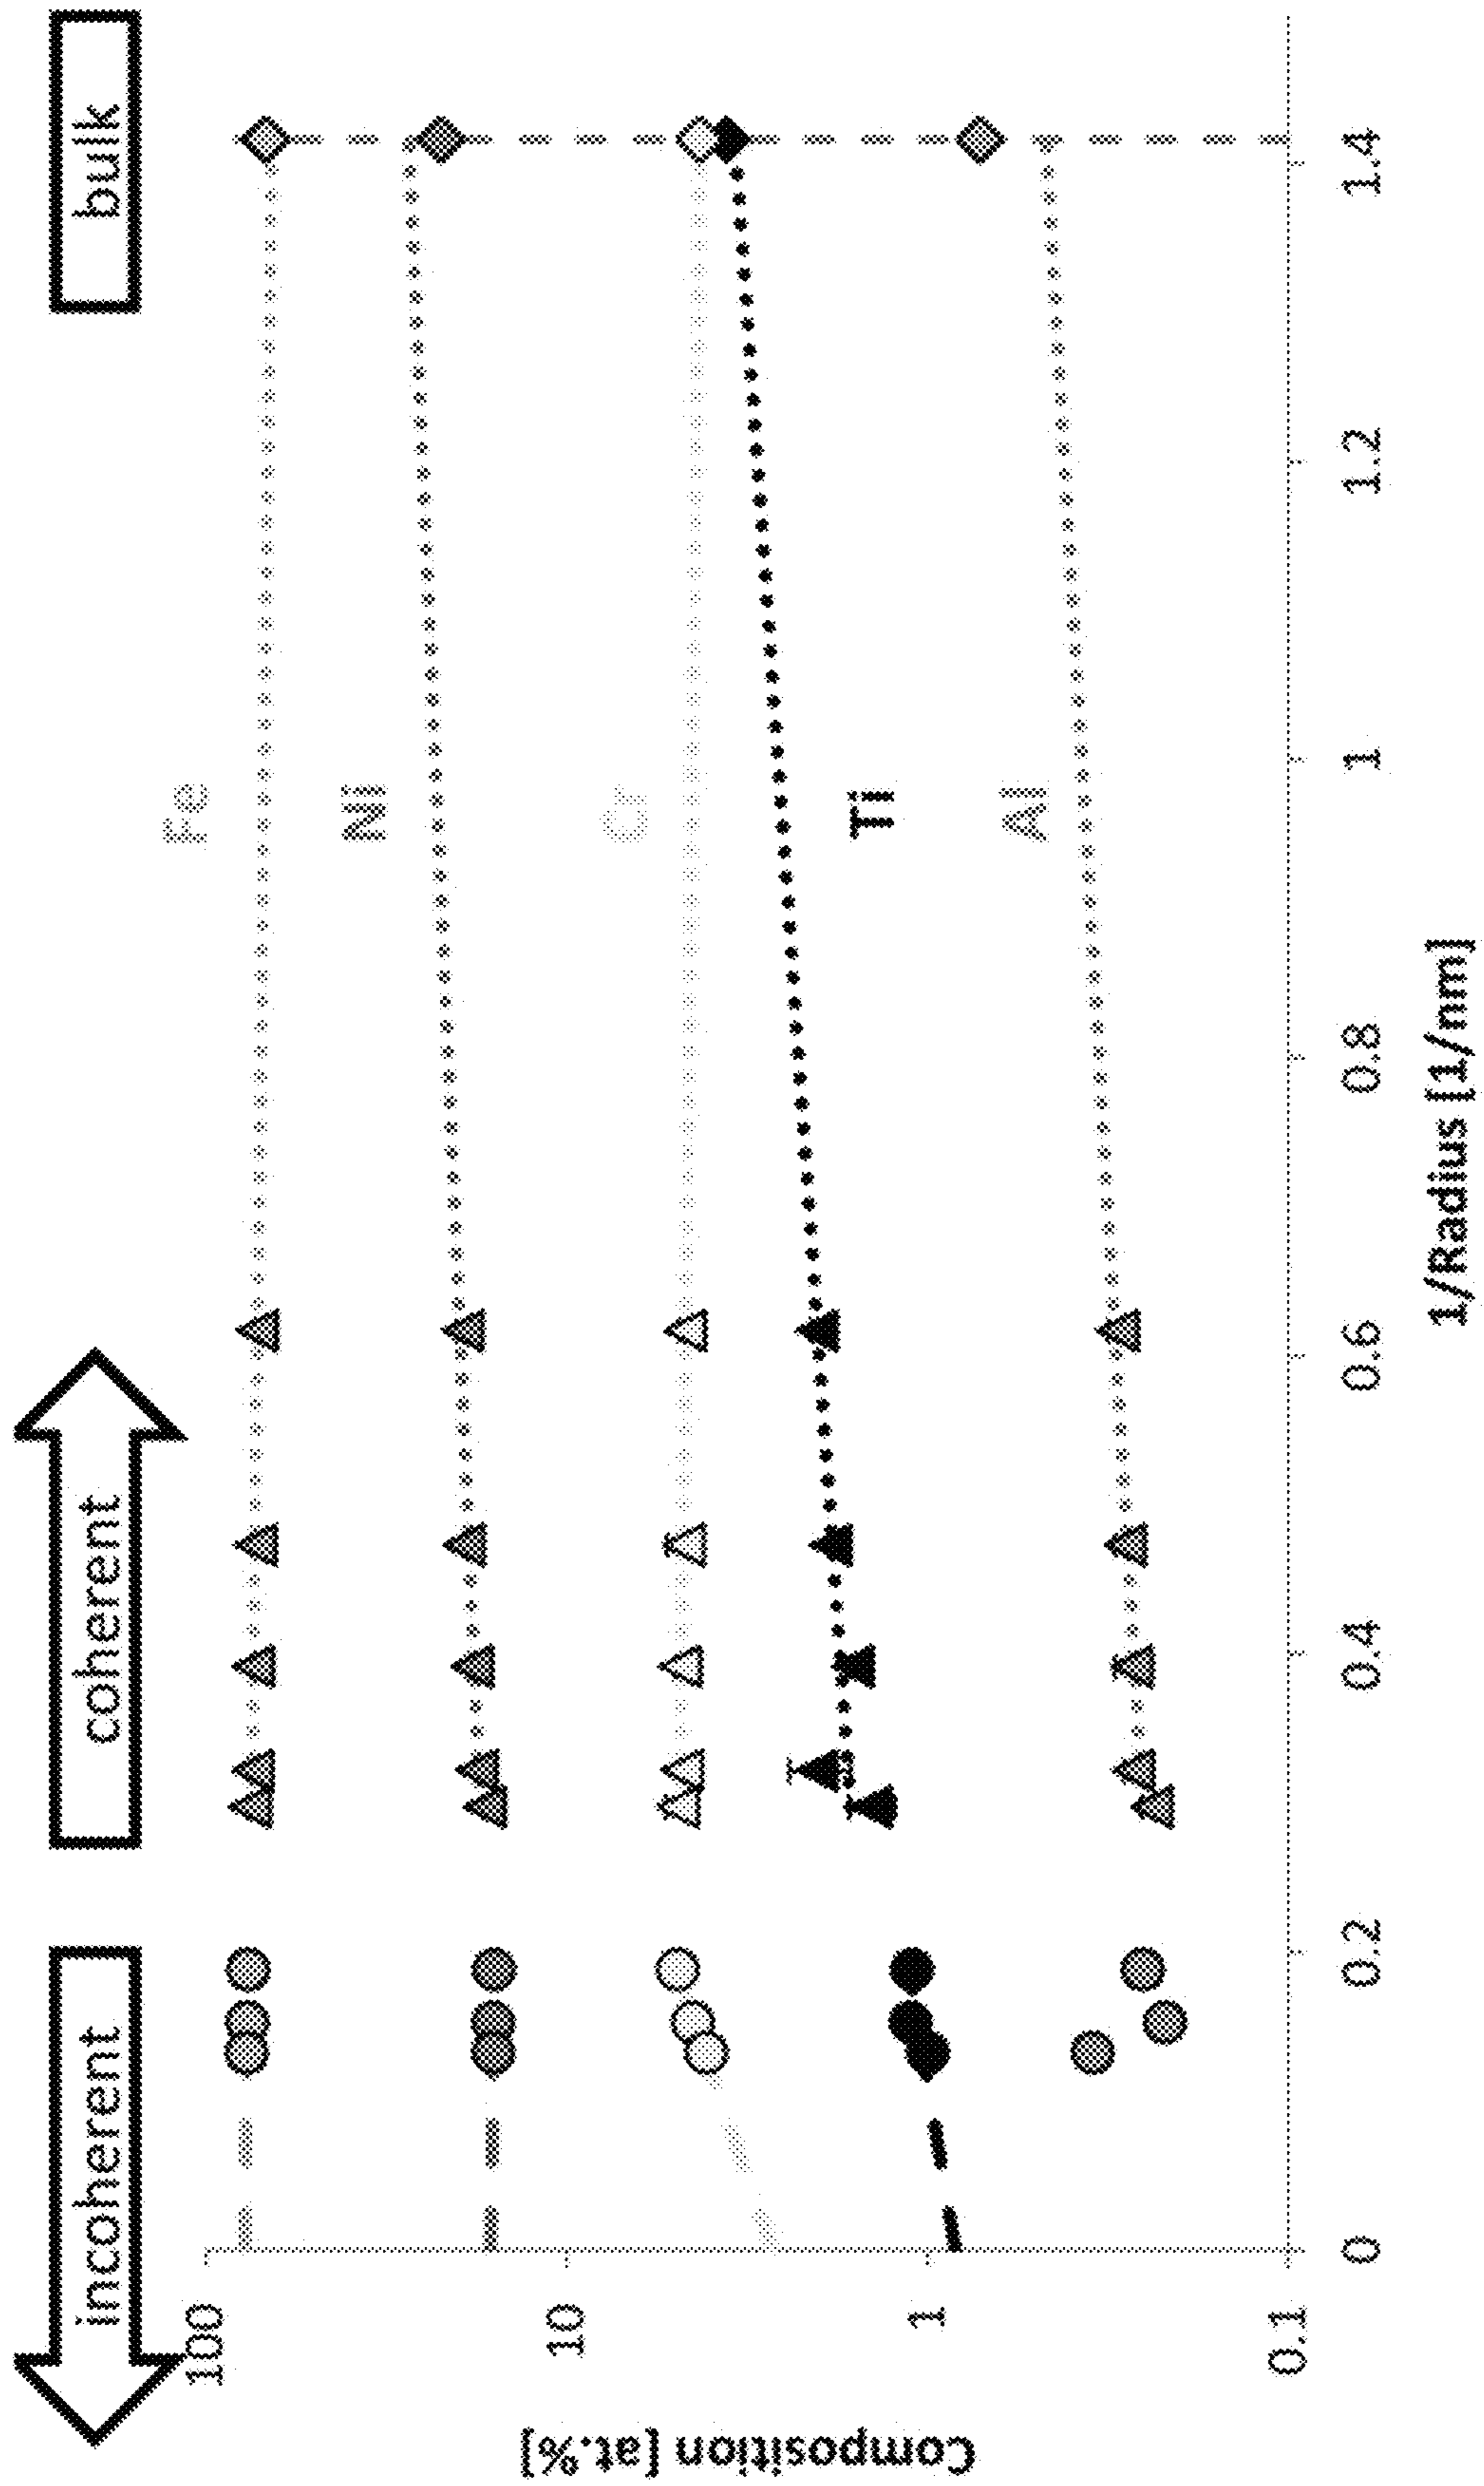 incoherent
coherent
bulk
Composition [at.%]
100
10
1
0.1
Fe
Ni
Cr
Ti
Al
0
0.2
0.4
0.6
0.8
1
1.2
1.4
1/Radius [1/nm]